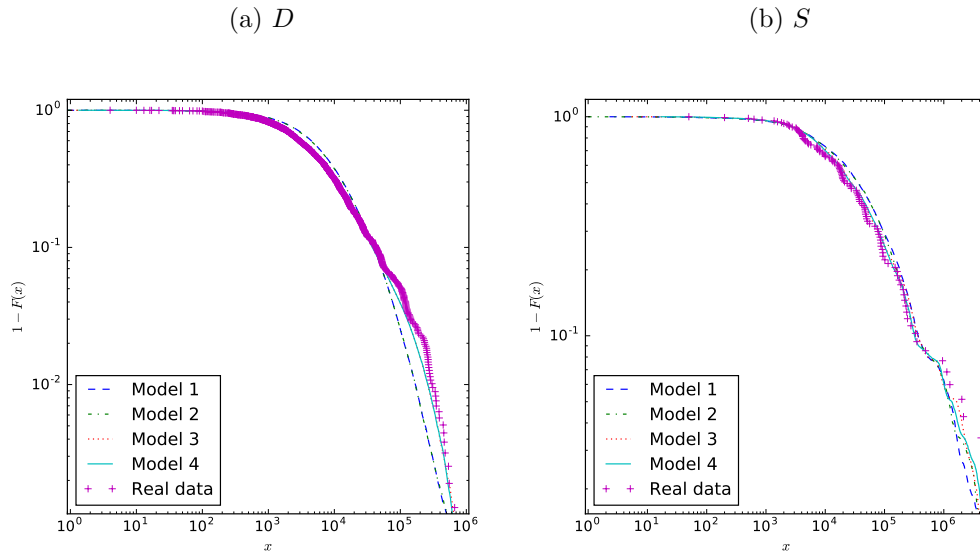 (a) D
(b) S
10^0
10^-1
10^-2
1 − F(x)
10^0 10^1 10^2 10^3 10^4 10^5 10^6
x
Model 1
Model 2
Model 3
Model 4
Real data
10^0
10^-1
1 − F(x)
10^0 10^1 10^2 10^3 10^4 10^5 10^6
x
Model 1
Model 2
Model 3
Model 4
Real data